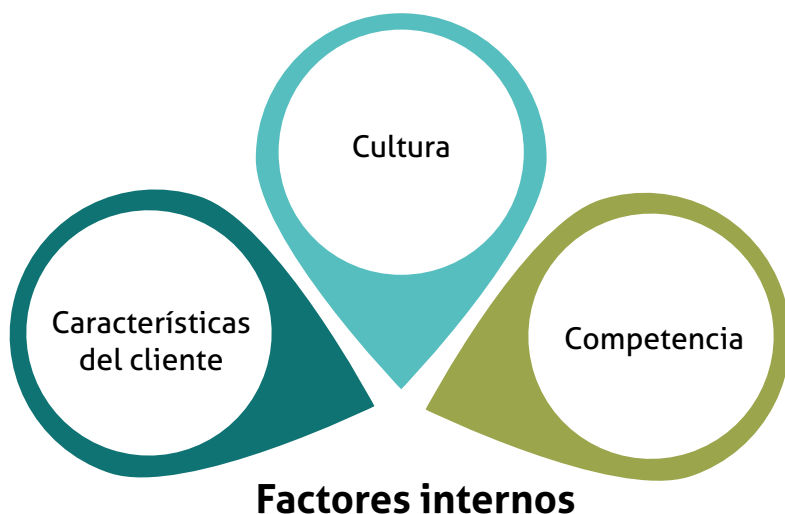 Cultura
Características
del cliente
Competencia
Factores internos